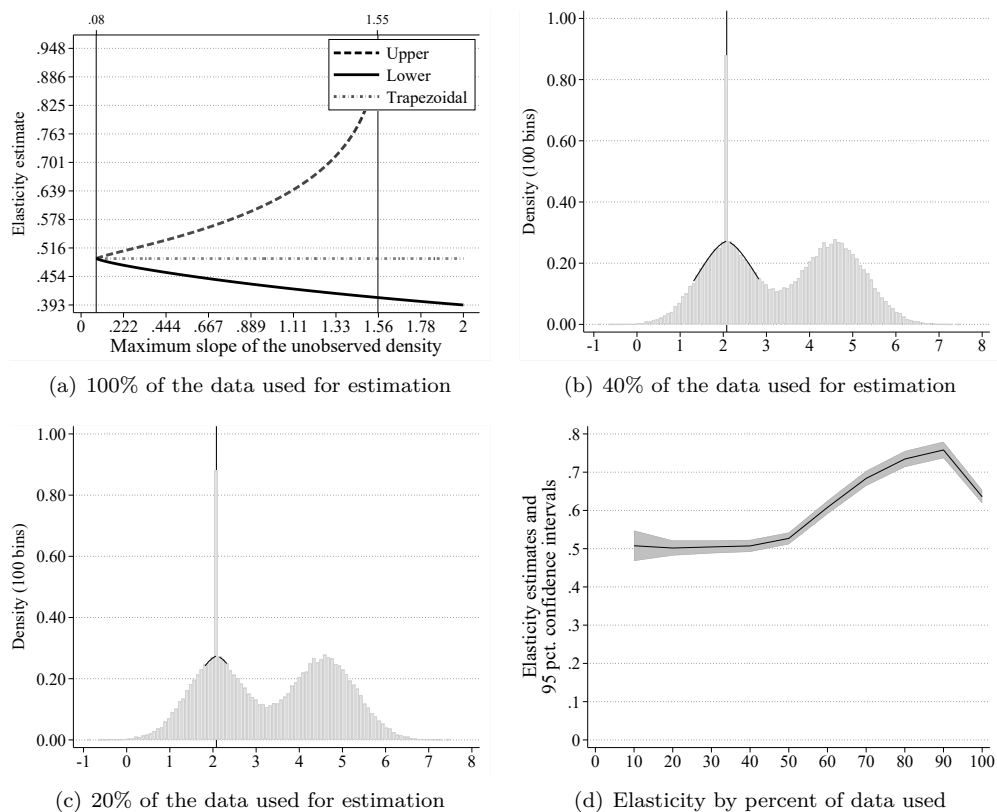 .08 1.55
Elasticity estimate
.948
.886
.825
.763
.701
.639
.578
.516
.454
.393
Upper
Lower
Trapezoidal
0 .222 .444 .667 .889 1.11 1.33 1.56 1.78 2
Maximum slope of the unobserved density
(a) 100% of the data used for estimation
Density (100 bins)
1.00
0.80
0.60
0.40
0.20
0.00
-1 0 1 2 3 4 5 6 7 8
(b) 40% of the data used for estimation
Density (100 bins)
1.00
0.80
0.60
0.40
0.20
0.00
-1 0 1 2 3 4 5 6 7 8
(c) 20% of the data used for estimation
Elasticity estimates and
95 pct. confidence intervals
.8
.7
.6
.5
.4
.3
.2
.1
0
0 10 20 30 40 50 60 70 80 90 100
(d) Elasticity by percent of data used